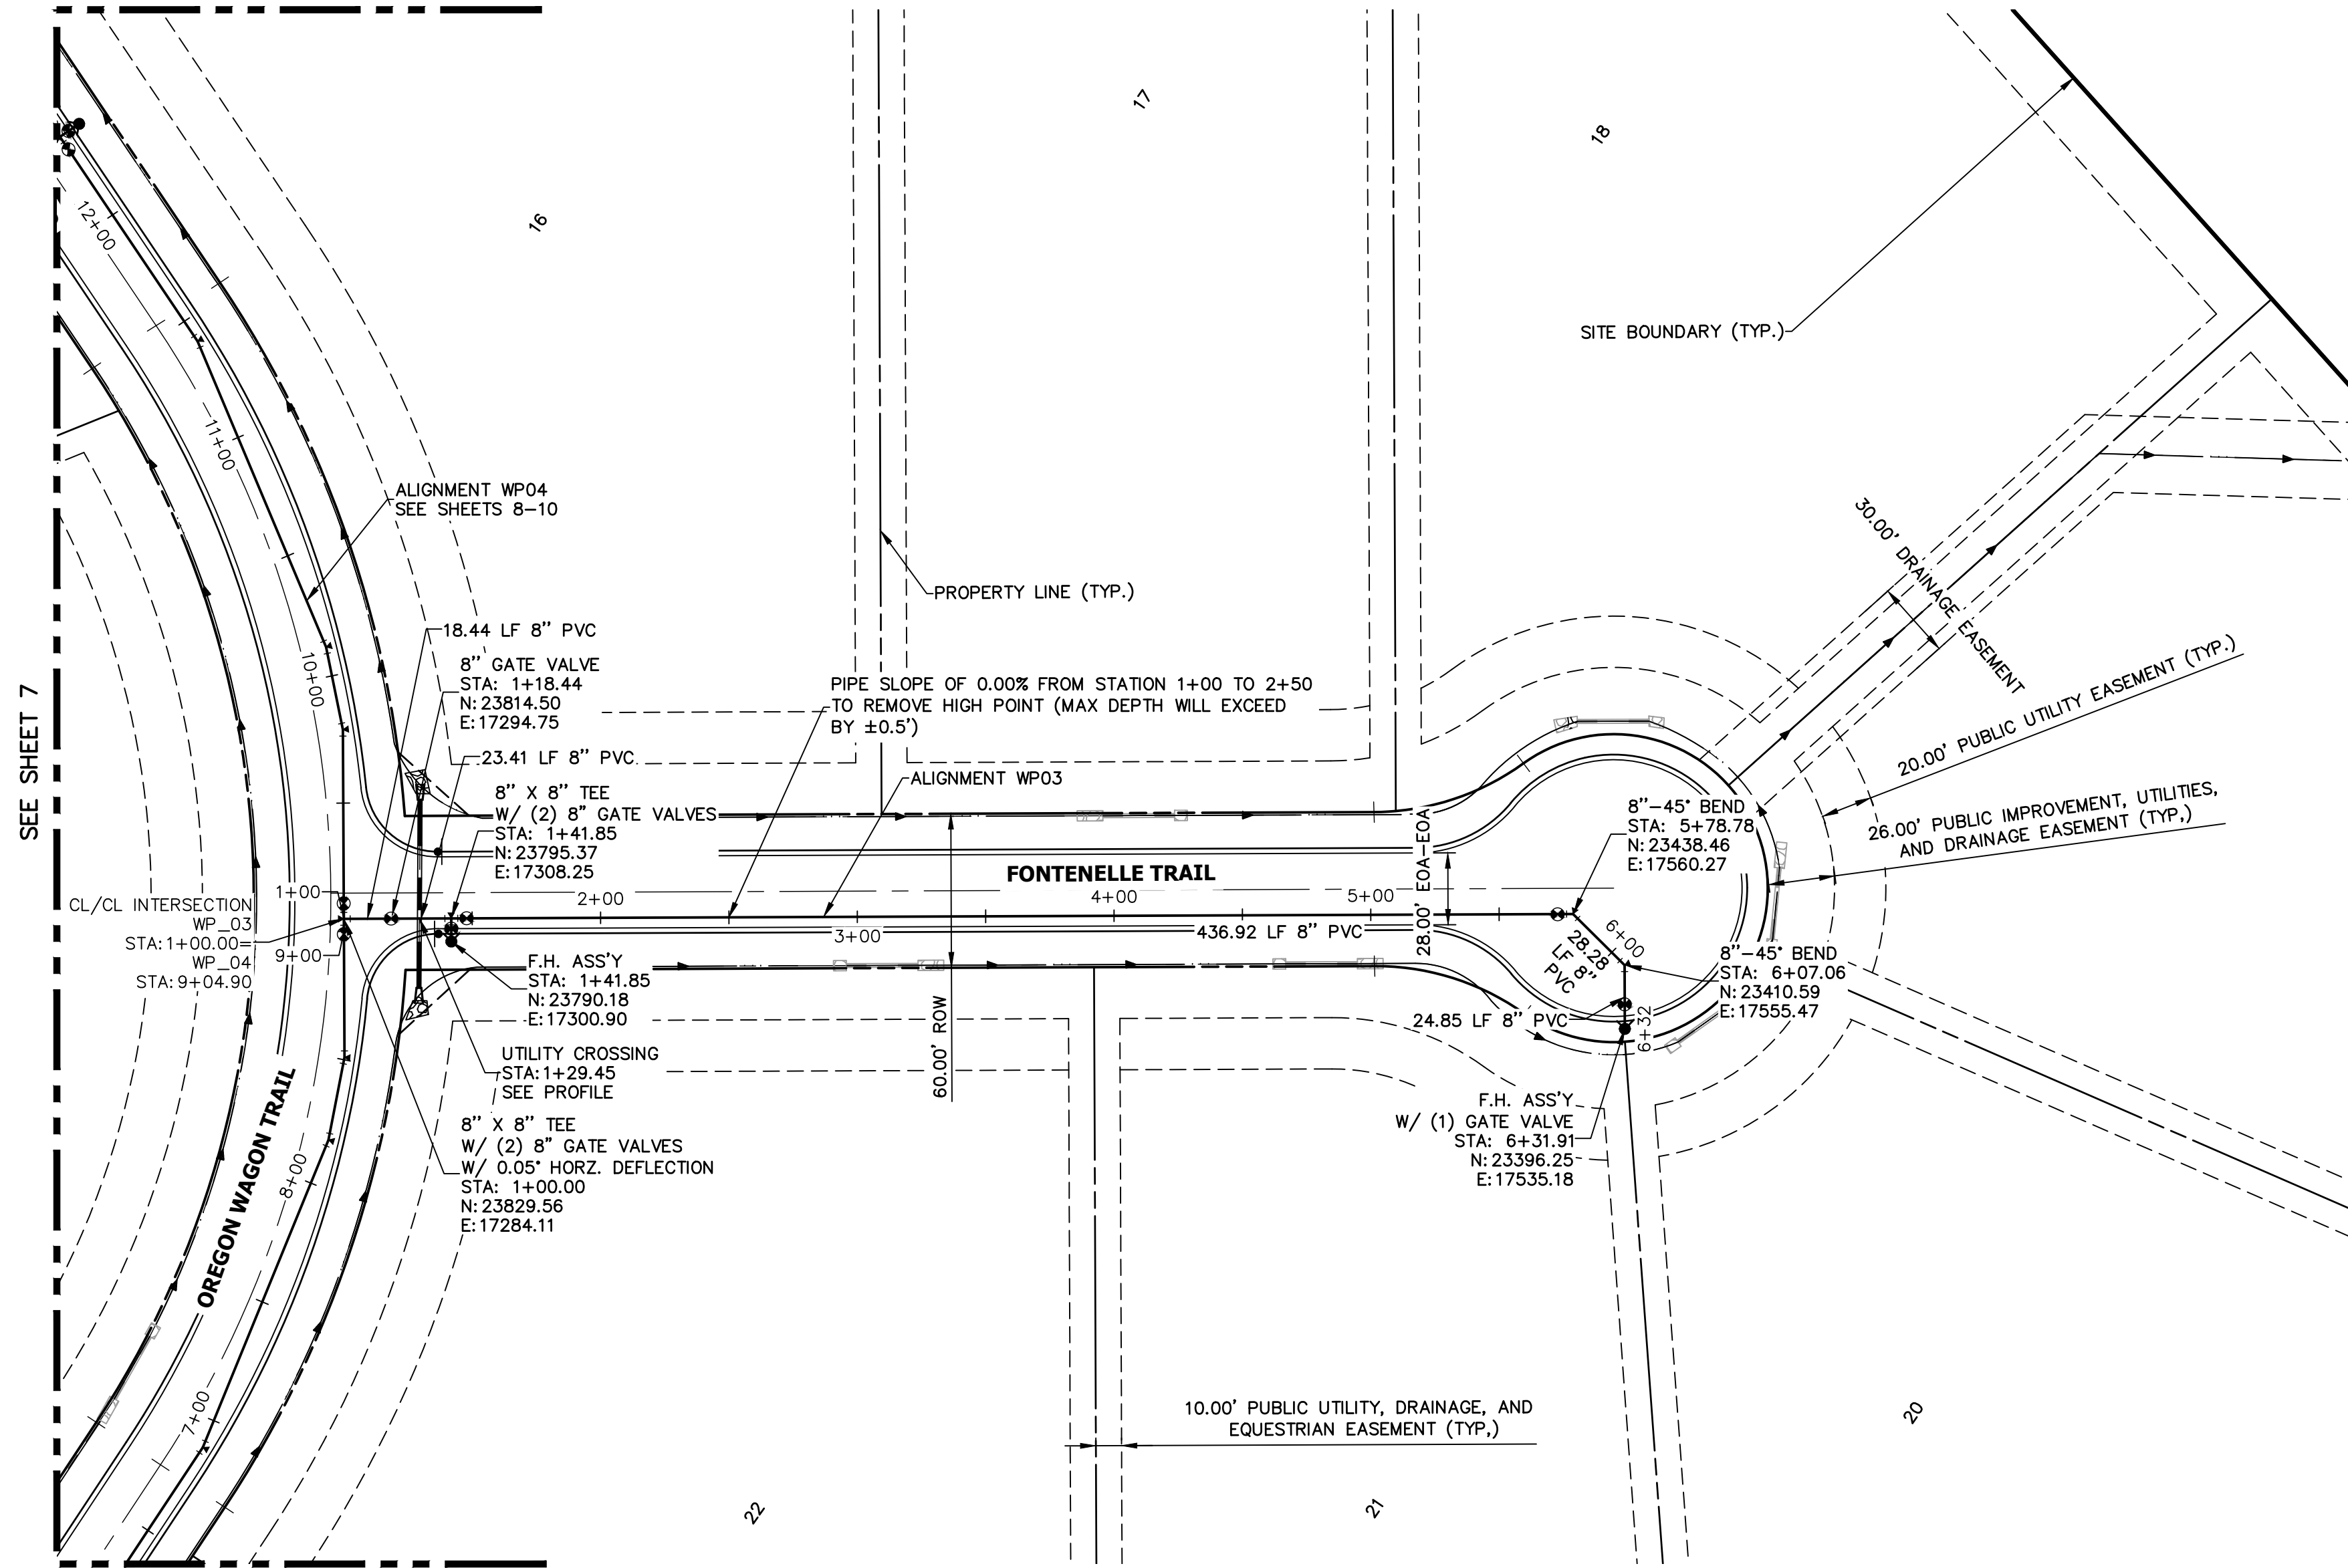 SEE SHEET 7
16
17
18
20
21
22
12+00
11+00
10+00
9+00
8+00
7+00
SITE BOUNDARY (TYP.)
ALIGNMENT WP04
SEE SHEETS 8-10
PROPERTY LINE (TYP.)
18.44 LF 8" PVC
8" GATE VALVE
STA: 1+18.44
N: 23814.50
E: 17294.75
23.41 LF 8" PVC
8" X 8" TEE
W/ (2) 8" GATE VALVES
STA: 1+41.85
N: 23795.37
E: 17308.25
PIPE SLOPE OF 0.00% FROM STATION 1+00 TO 2+50
TO REMOVE HIGH POINT (MAX DEPTH WILL EXCEED
BY ±0.5')
ALIGNMENT WP03
30.00' DRAINAGE EASEMENT
20.00' PUBLIC UTILITY EASEMENT (TYP.)
26.00' PUBLIC IMPROVEMENT, UTILITIES,
AND DRAINAGE EASEMENT (TYP,)
8"-45° BEND
STA: 5+78.78
N: 23438.46
E: 17560.27
FONTENELLE TRAIL
28.00' EOA-EOA
1+00
2+00
3+00
4+00
5+00
6+00
6+32
CL/CL INTERSECTION
WP_03
STA: 1+00.00=
WP_04
STA: 9+04.90
436.92 LF 8" PVC
28.28
LF 8"
PVC
8"-45° BEND
STA: 6+07.06
N: 23410.59
E: 17555.47
F.H. ASS'Y
STA: 1+41.85
N: 23790.18
E: 17300.90
24.85 LF 8" PVC
60.00' ROW
UTILITY CROSSING
STA: 1+29.45
SEE PROFILE
8" X 8" TEE
W/ (2) 8" GATE VALVES
W/ 0.05° HORZ. DEFLECTION
STA: 1+00.00
N: 23829.56
E: 17284.11
F.H. ASS'Y
W/ (1) GATE VALVE
STA: 6+31.91
N: 23396.25
E: 17535.18
OREGON WAGON TRAIL
10.00' PUBLIC UTILITY, DRAINAGE, AND
EQUESTRIAN EASEMENT (TYP,)